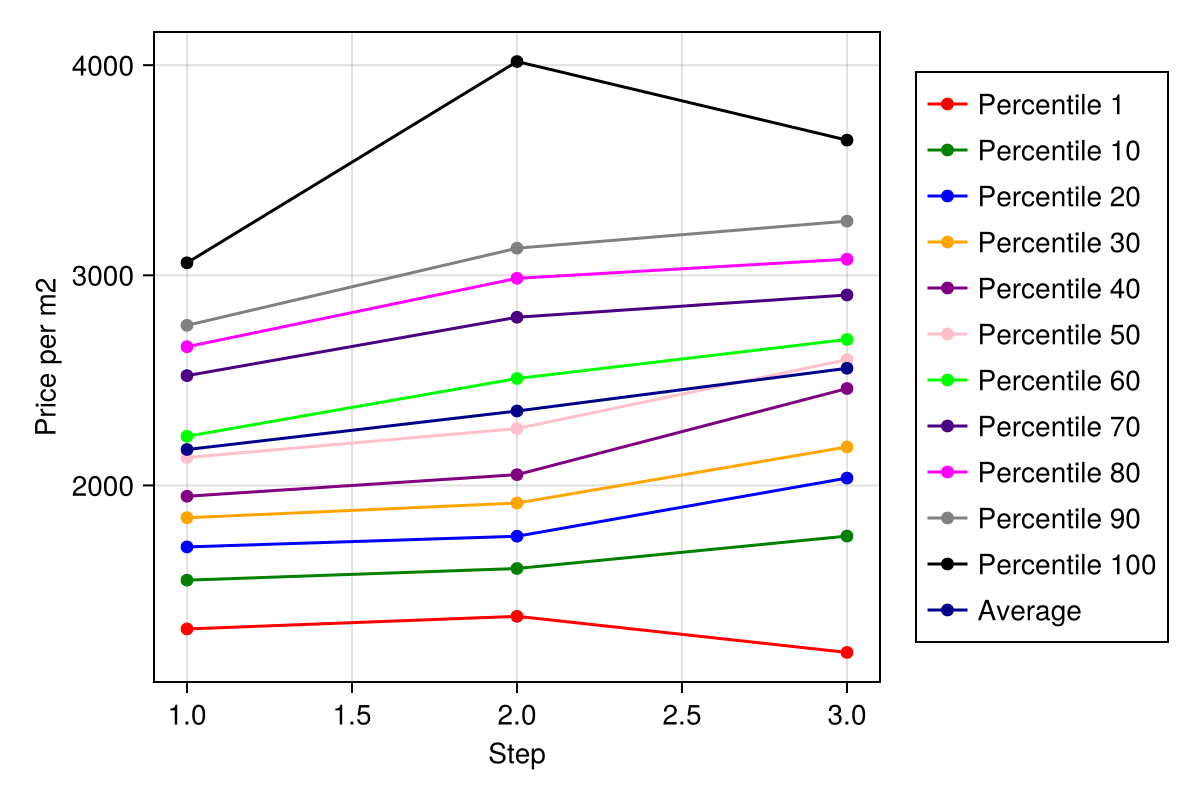 4000
3000
2000
Price per m2
1.0 1.5 2.0 2.5 3.0
Step
Percentile 1
Percentile 10
Percentile 20
Percentile 30
Percentile 40
Percentile 50
Percentile 60
Percentile 70
Percentile 80
Percentile 90
Percentile 100
Average